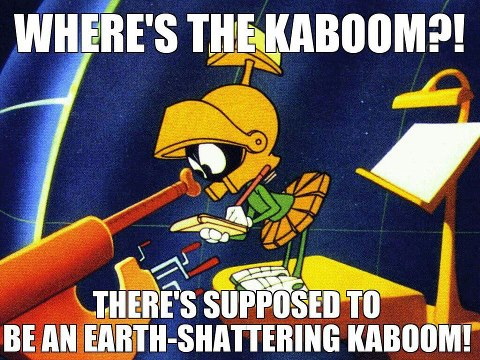 WHERE'S THE KABOOM?!
THERE'S SUPPOSED TO
BE AN EARTH-SHATTERING KABOOM!